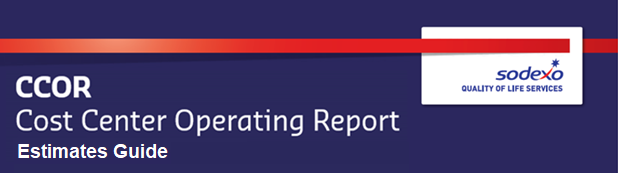 CCOR
Cost Center Operating Report
Estimates Guide
sodexo
QUALITY OF LIFE SERVICES